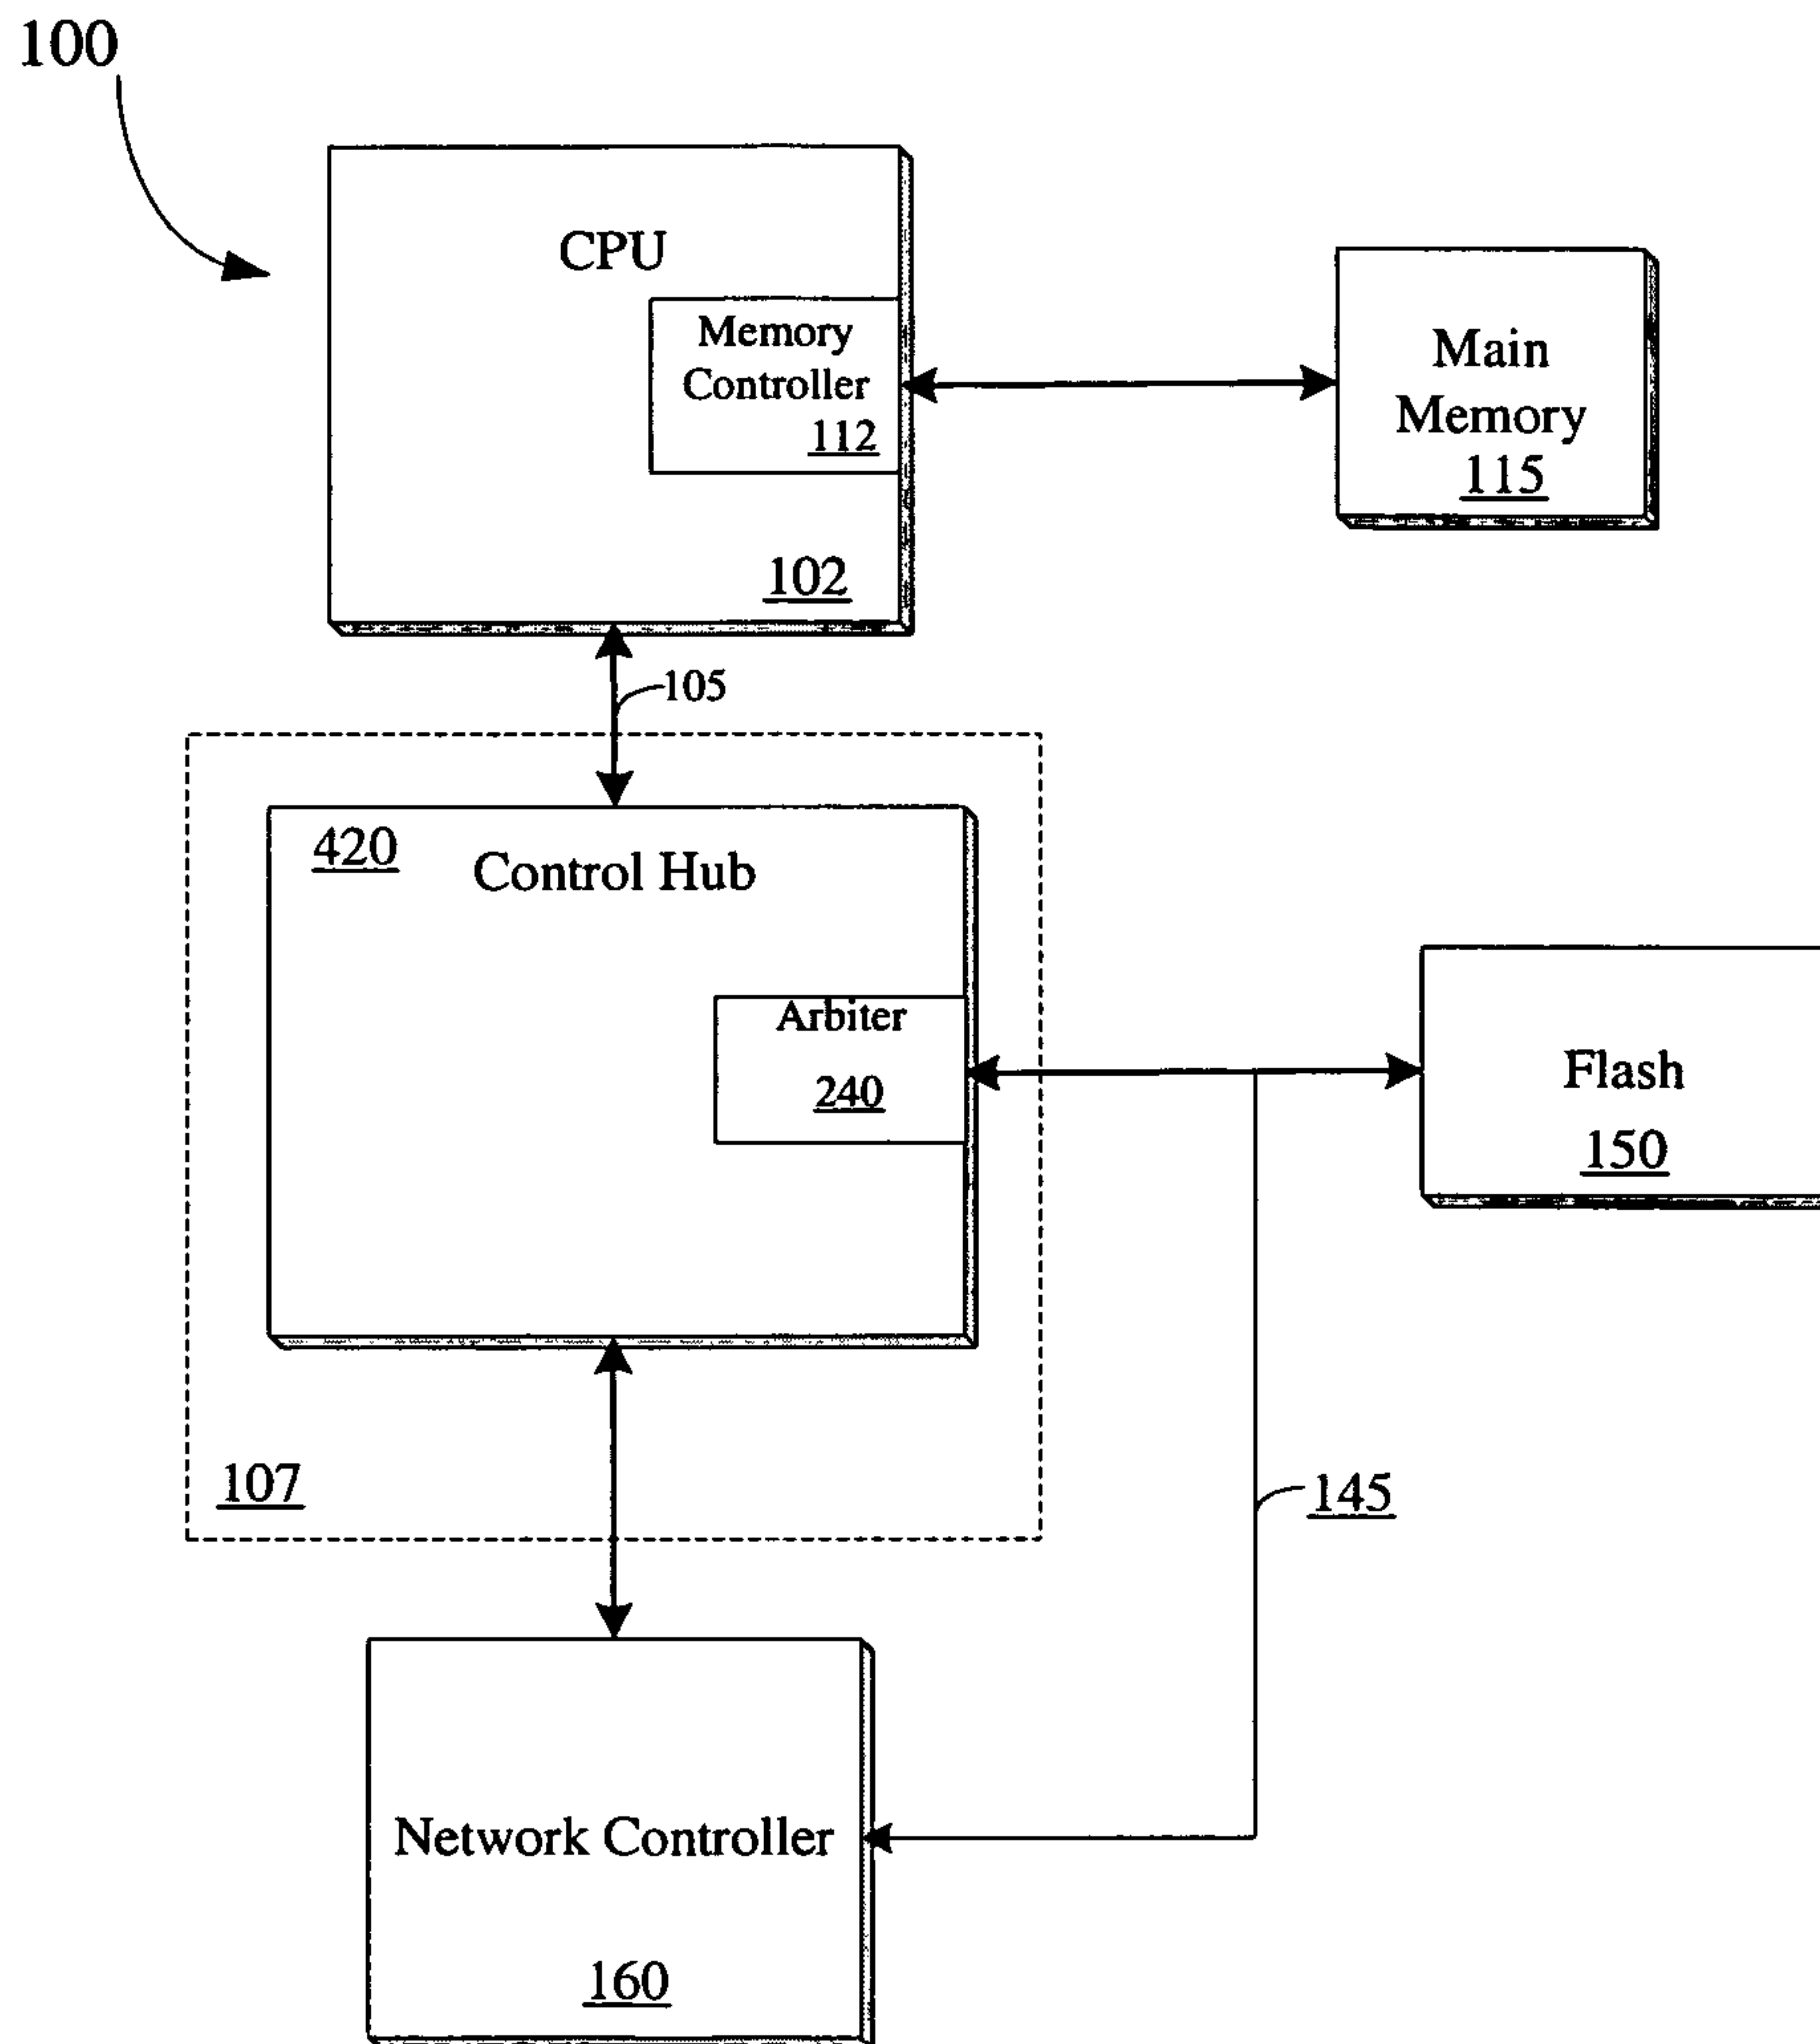 100
CPU
Memory
Controller
112
102
Main
Memory
115
105
420
Control Hub
Arbiter
240
Flash
150
107
145
Network Controller
160